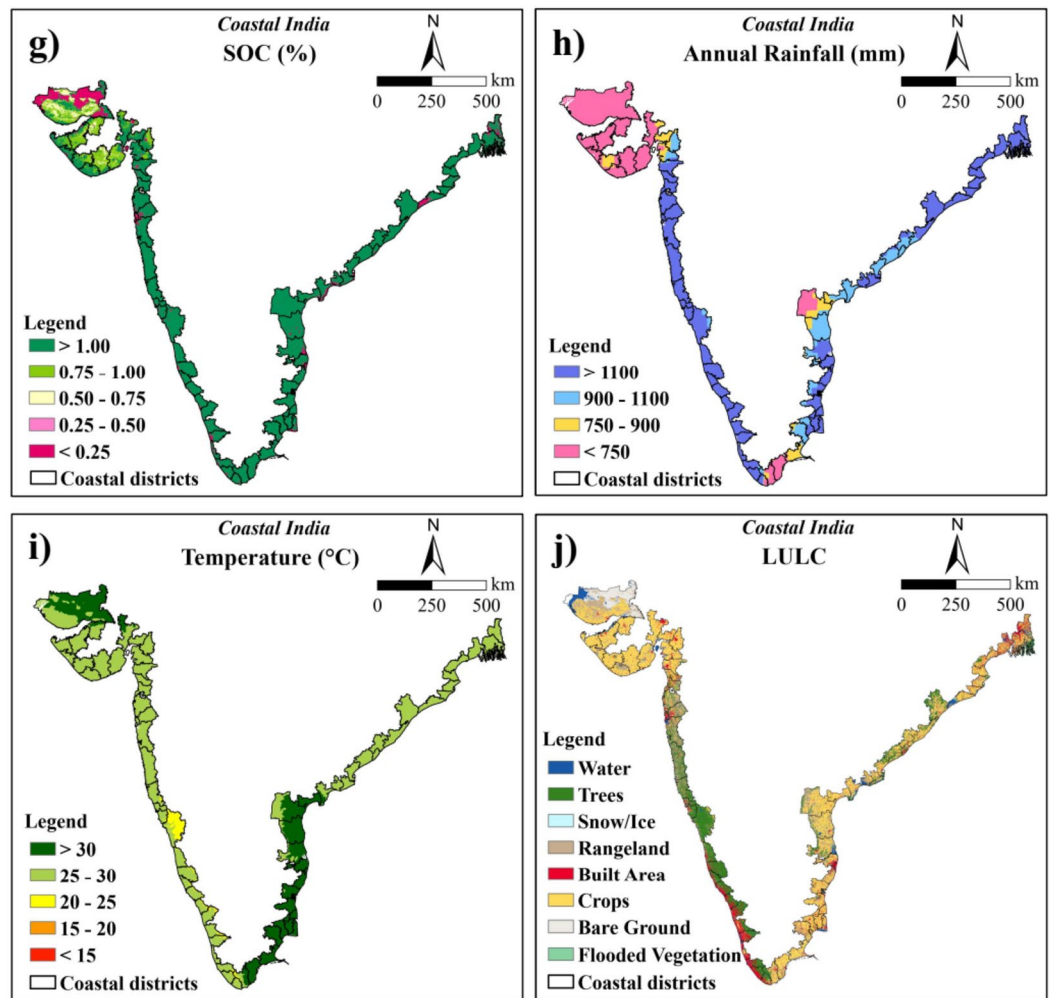 g)
Coastal India
SOC (%)
N
km
0 250 500
Legend
> 1.00
0.75 - 1.00
0.50 - 0.75
0.25 - 0.50
< 0.25
Coastal districts
h)
Coastal India
Annual Rainfall (mm)
N
km
0 250 500
Legend
> 1100
900 - 1100
750 - 900
< 750
Coastal districts
i)
Coastal India
Temperature (°C)
N
km
0 250 500
Legend
> 30
25 - 30
20 - 25
15 - 20
< 15
Coastal districts
j)
Coastal India
LULC
N
km
0 250 500
Legend
Water
Trees
Snow/Ice
Rangeland
Built Area
Crops
Bare Ground
Flooded Vegetation
Coastal districts